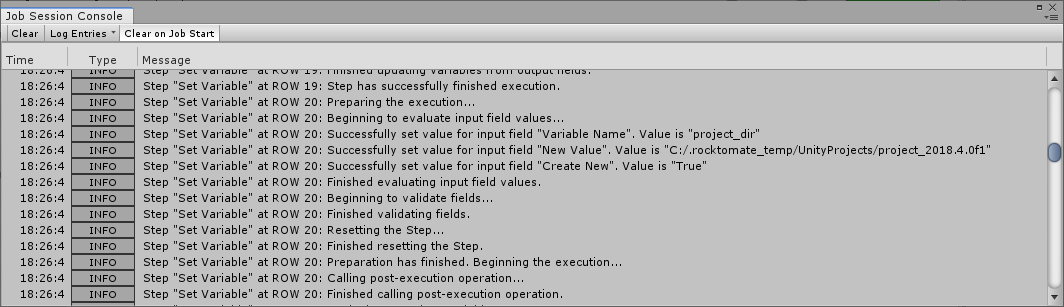 Job Session Console
Clear Log Entries Clear on Job Start
Time Type Message
18:26:4 INFO Step "Set Variable" at ROW 19: Finished updating variables from output fields.
18:26:4 INFO Step "Set Variable" at ROW 19: Step has successfully finished execution.
18:26:4 INFO Step "Set Variable" at ROW 20: Preparing the execution...
18:26:4 INFO Step "Set Variable" at ROW 20: Beginning to evaluate input field values...
18:26:4 INFO Step "Set Variable" at ROW 20: Successfully set value for input field "Variable Name". Value is "project_dir"
18:26:4 INFO Step "Set Variable" at ROW 20: Successfully set value for input field "New Value". Value is "C:/.rocktomate_temp/UnityProjects/project_2018.4.0f1"
18:26:4 INFO Step "Set Variable" at ROW 20: Successfully set value for input field "Create New". Value is "True"
18:26:4 INFO Step "Set Variable" at ROW 20: Finished evaluating input field values.
18:26:4 INFO Step "Set Variable" at ROW 20: Beginning to validate fields...
18:26:4 INFO Step "Set Variable" at ROW 20: Finished validating fields.
18:26:4 INFO Step "Set Variable" at ROW 20: Resetting the Step...
18:26:4 INFO Step "Set Variable" at ROW 20: Finished resetting the Step.
18:26:4 INFO Step "Set Variable" at ROW 20: Preparation has finished. Beginning the execution...
18:26:4 INFO Step "Set Variable" at ROW 20: Calling post-execution operation...
18:26:4 INFO Step "Set Variable" at ROW 20: Finished calling post-execution operation.